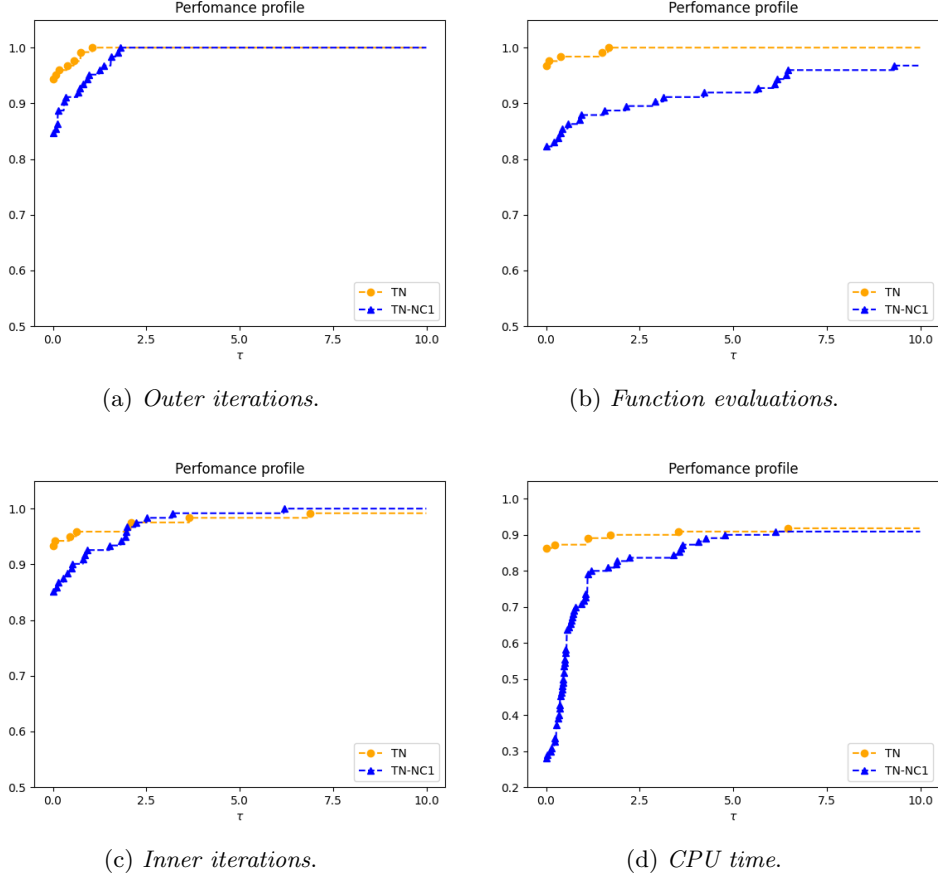 Perfomance profile
1.0
0.9
0.8
0.7
0.6
0.5
0.0
2.5
5.0
7.5
10.0
τ
TN
TN-NC1
(a) Outer iterations.
Perfomance profile
1.0
0.9
0.8
0.7
0.6
0.5
0.0
2.5
5.0
7.5
10.0
τ
TN
TN-NC1
(b) Function evaluations.
Perfomance profile
1.0
0.9
0.8
0.7
0.6
0.5
0.0
2.5
5.0
7.5
10.0
τ
TN
TN-NC1
(c) Inner iterations.
Perfomance profile
1.0
0.9
0.8
0.7
0.6
0.5
0.4
0.3
0.2
0.0
2.5
5.0
7.5
10.0
τ
TN
TN-NC1
(d) CPU time.